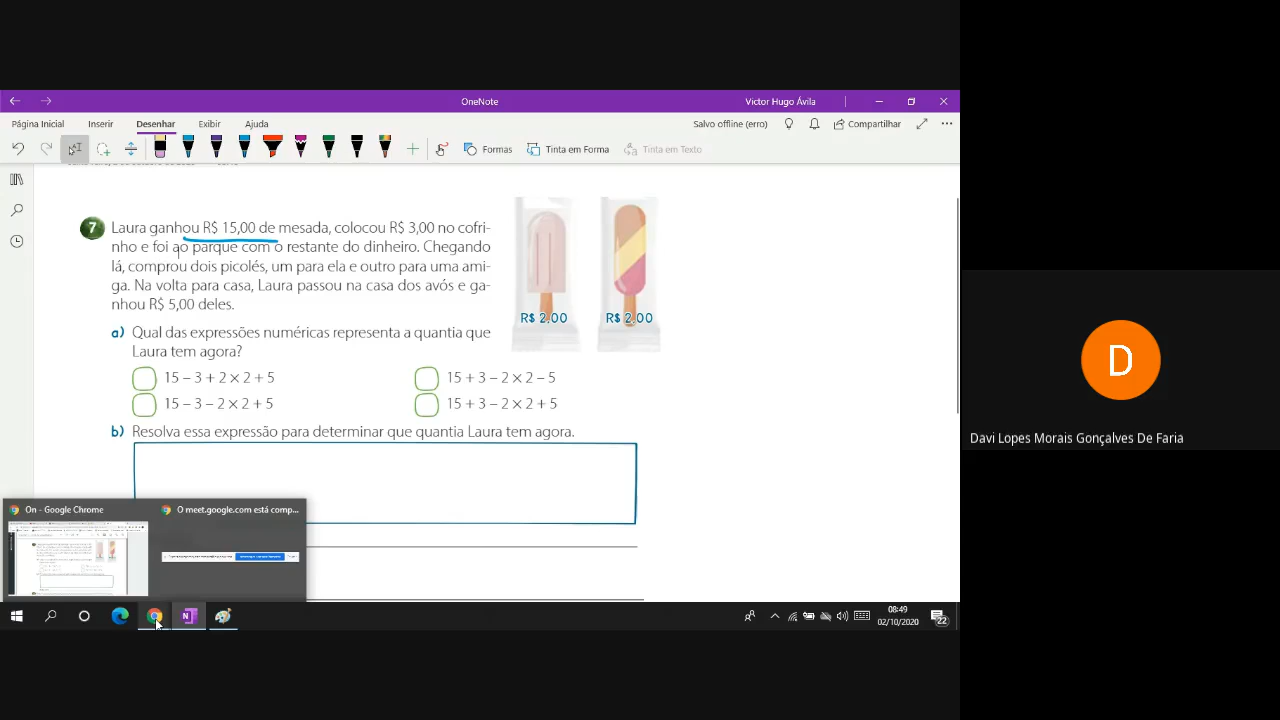 OneNote
Victor Hugo Ávila
Página Inicial Inserir Desenhar Exibir Ajuda
Salvo offline (erro) Compartilhar
Formas Tinta em Forma Tinta em Texto
7 Laura ganhou R$ 15,00 de mesada, colocou R$ 3,00 no cofri-
nho e foi ao parque com o restante do dinheiro. Chegando
lá, comprou dois picolés, um para ela e outro para uma ami-
ga. Na volta para casa, Laura passou na casa dos avós e ga-
nhou R$ 5,00 deles.
R$ 2,00 R$ 2,00
a) Qual das expressões numéricas representa a quantia que
Laura tem agora?
15 – 3 + 2 × 2 + 5
15 + 3 – 2 × 2 – 5
15 – 3 – 2 × 2 + 5
15 + 3 – 2 × 2 + 5
b) Resolva essa expressão para determinar que quantia Laura tem agora.
On - Google Chrome
O meet.google.com está comp...
08:49
02/10/2020
22
D
Davi Lopes Morais Gonçalves De Faria